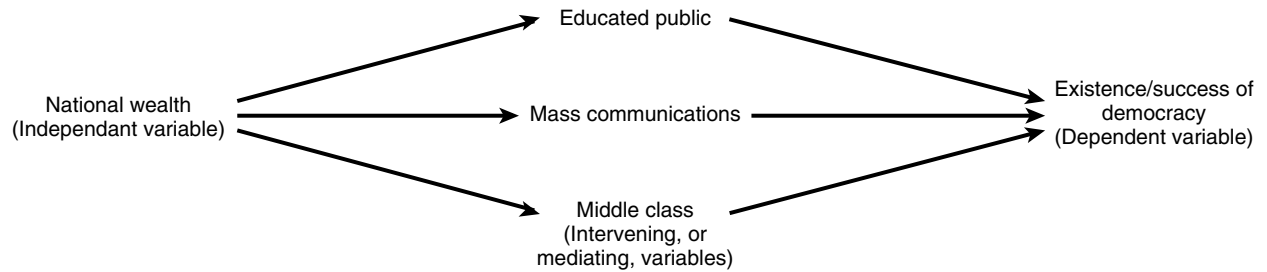 Educated public
National wealth
(Independant variable)
Mass communications
Existence/success of
democracy
(Dependent variable)
Middle class
(Intervening, or
mediating, variables)